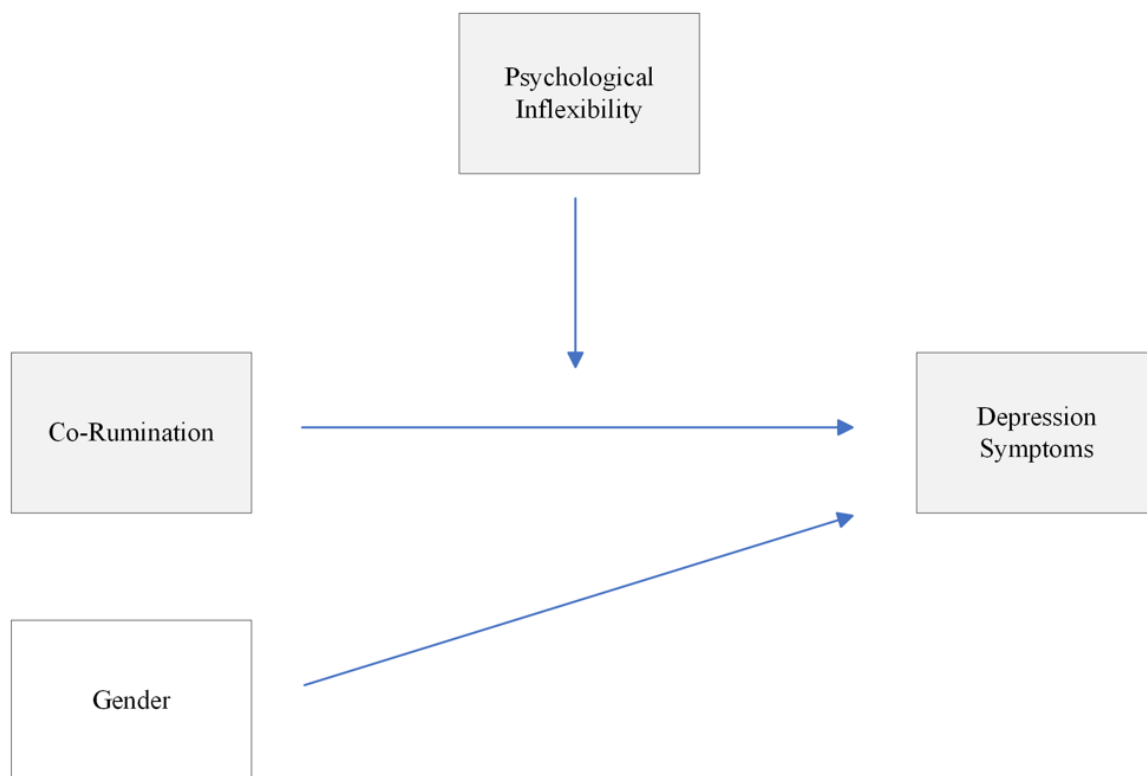 Psychological
Inflexibility
Co-Rumination
Depression
Symptoms
Gender